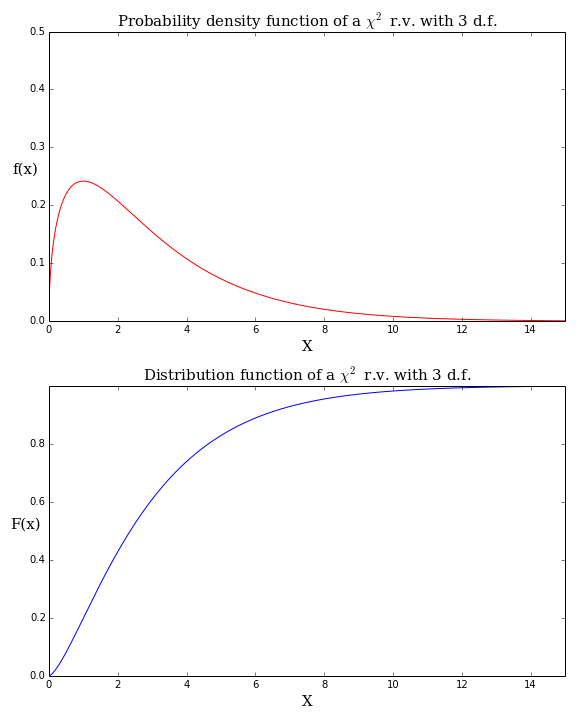 Probability density function of a χ² r.v. with 3 d.f.
0.5
0.4
0.3
f(x)
0.2
0.1
0.0
0 2 4 6 8 10 12 14
X
Distribution function of a χ² r.v. with 3 d.f.
0.8
0.6
F(x)
0.4
0.2
0.0
0 2 4 6 8 10 12 14
X